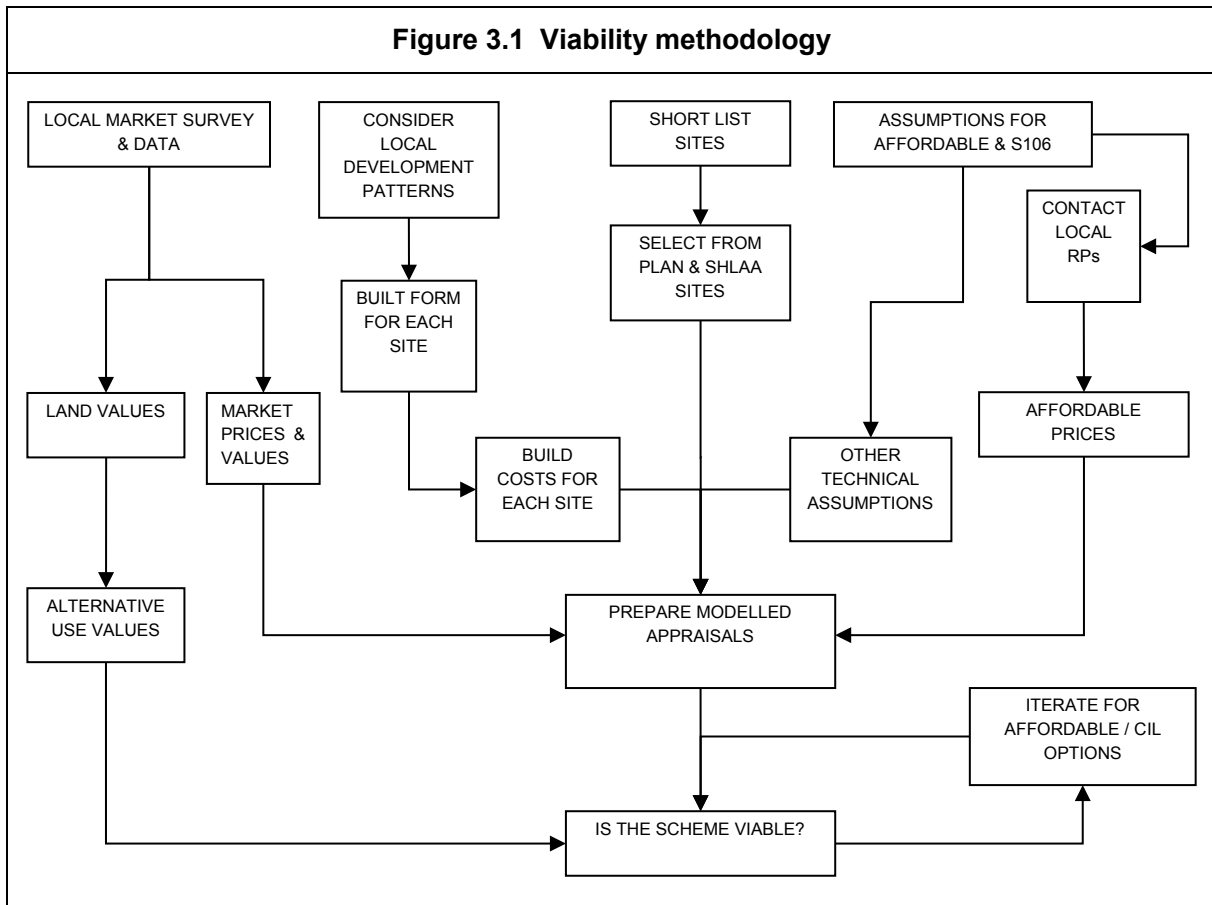 Figure 3.1 Viability methodology
LOCAL MARKET SURVEY
& DATA
CONSIDER
LOCAL
DEVELOPMENT
PATTERNS
SHORT LIST
SITES
ASSUMPTIONS FOR
AFFORDABLE & S106
CONTACT
LOCAL
RPs
SELECT FROM
PLAN & SHLAA
SITES
BUILT FORM
FOR EACH
SITE
LAND VALUES
MARKET
PRICES &
VALUES
AFFORDABLE
PRICES
BUILD
COSTS FOR
EACH SITE
OTHER
TECHNICAL
ASSUMPTIONS
ALTERNATIVE
USE VALUES
PREPARE MODELLED
APPRAISALS
ITERATE FOR
AFFORDABLE / CIL
OPTIONS
IS THE SCHEME VIABLE?